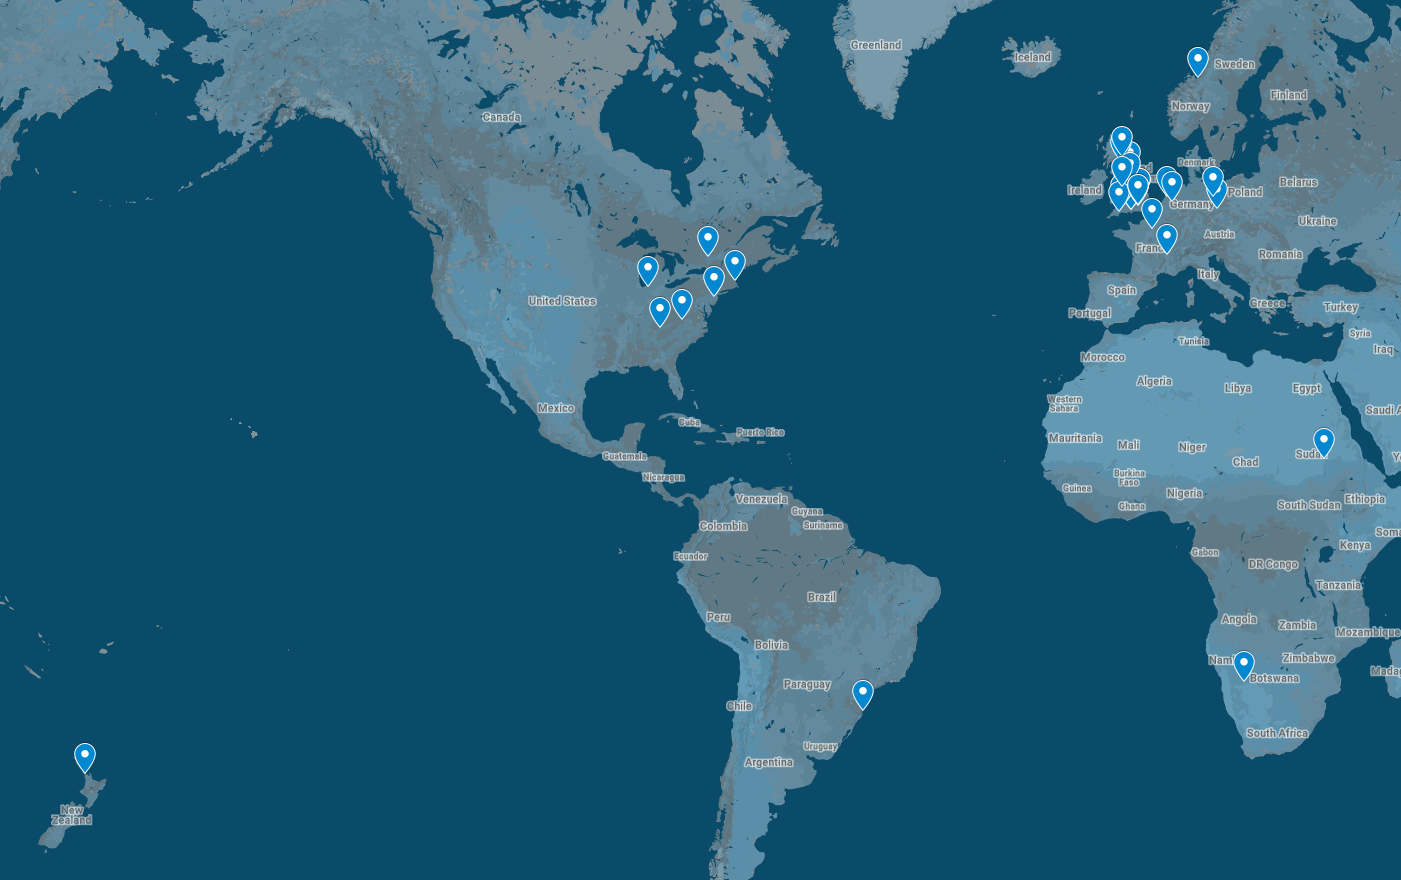 Greenland
Iceland
Sweden
Finland
Norway
Canada
Denmark
Ireland
Poland
Belarus
Germany
Ukraine
Austria
Franc
Romania
Italy
United States
Spain
Greece
Turkey
Portugal
Syria
Tunisia
Iraq
Morocco
Algeria
Libya
Egypt
Western
Sahara
Mexico
Saudi A
Cuba
Puerto Rico
Mauritania
Mali
Niger
Chad
Suda
Guatemala
Nicaragua
Burkina
Faso
Guinea
Nigeria
Venezuela
Ethiopia
Ghana
South Sudan
Guyana
Suriname
Colombia
Soma
Kenya
Gabon
Ecuador
DR Congo
Tanzania
Brazil
Peru
Angola
Zambia
Mozambique
Bolivia
Nami
Zimbabwe
Madag
Botswana
Paraguay
Chile
South Africa
Uruguay
Argentina
New
Zealand